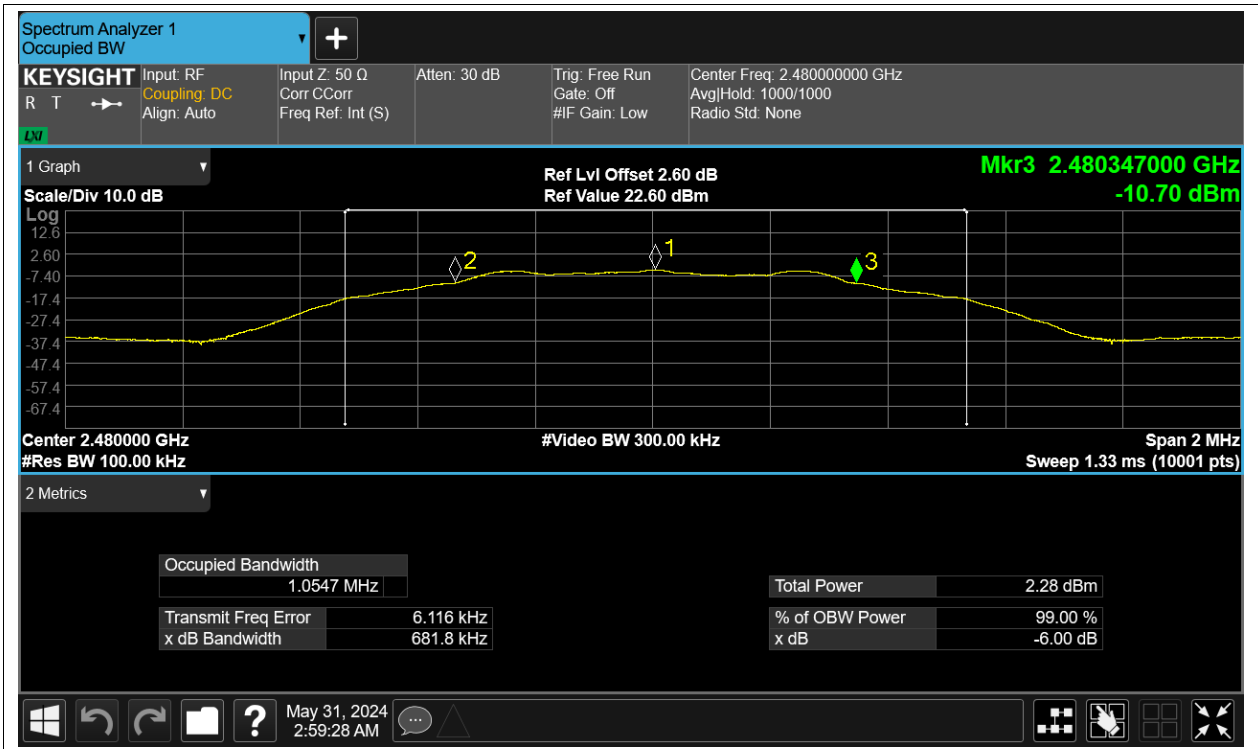 Spectrum Analyzer 1
Occupied BW
KEYSIGHT
R T
LXI
Input: RF
Coupling: DC
Align: Auto
Input Z: 50 Ω
Corr CCorr
Freq Ref: Int (S)
Atten: 30 dB
Trig: Free Run
Gate: Off
#IF Gain: Low
Center Freq: 2.480000000 GHz
Avg|Hold: 1000/1000
Radio Std: None
1 Graph
Scale/Div 10.0 dB
Ref Lvl Offset 2.60 dB
Ref Value 22.60 dBm
Mkr3 2.480347000 GHz
-10.70 dBm
Log
12.6
2.60
-7.40
-17.4
-27.4
-37.4
-47.4
-57.4
-67.4
2
1
3
Center 2.480000 GHz
#Video BW 300.00 kHz
Span 2 MHz
#Res BW 100.00 kHz
Sweep 1.33 ms (10001 pts)
2 Metrics
Occupied Bandwidth
1.0547 MHz
Total Power 2.28 dBm
Transmit Freq Error 6.116 kHz
% of OBW Power 99.00 %
x dB Bandwidth 681.8 kHz
x dB -6.00 dB
?
May 31, 2024
2:59:28 AM